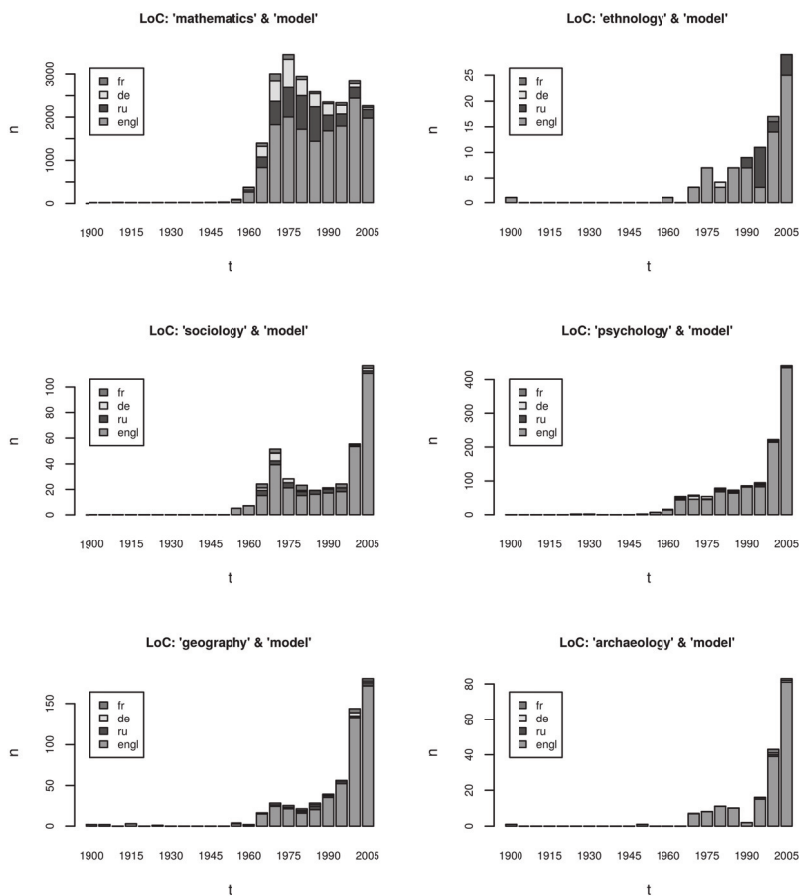 LoC: 'mathematics' & 'model'
n
3000
2000
1000
0
fr
de
ru
engl
1900 1915 1930 1945 1960 1975 1990 2005
t
LoC: 'ethnology' & 'model'
n
25
20
15
10
5
0
fr
de
ru
engl
1900 1915 1930 1945 1960 1975 1990 2005
t
LoC: 'sociology' & 'model'
n
100
80
60
40
20
0
fr
de
ru
engl
1900 1915 1930 1945 1960 1975 1990 2005
t
LoC: 'psychology' & 'model'
n
400
300
200
100
0
fr
de
ru
engl
1900 1915 1930 1945 1960 1975 1990 2005
t
LoC: 'geography' & 'model'
n
150
100
50
0
fr
de
ru
engl
1900 1915 1930 1945 1960 1975 1990 2005
t
LoC: 'archaeology' & 'model'
n
80
60
40
20
0
fr
de
ru
engl
1900 1915 1930 1945 1960 1975 1990 2005
t